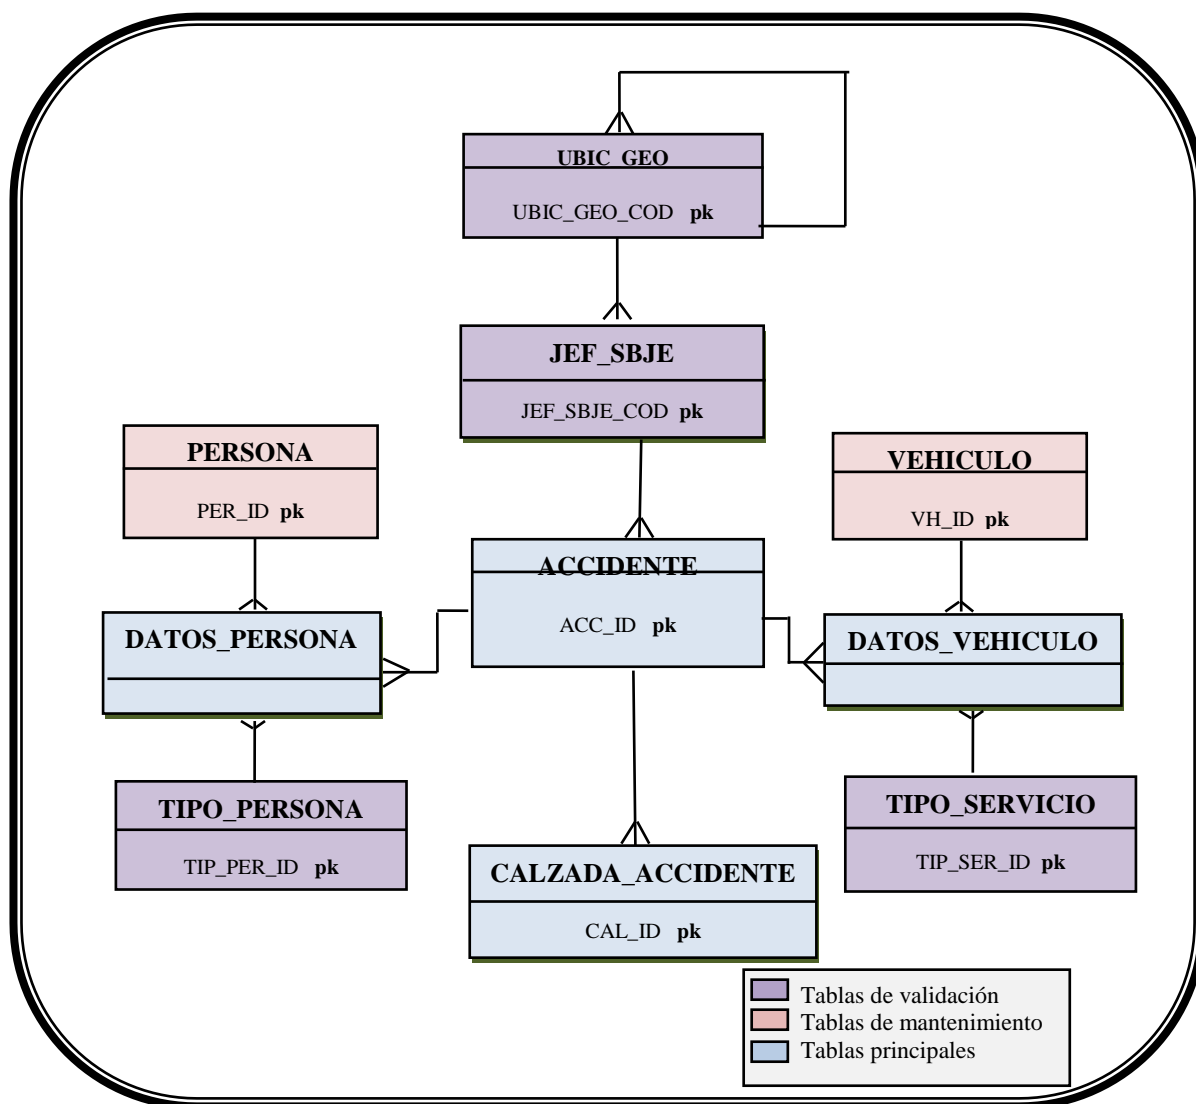 UBIC_GEO
UBIC_GEO_COD pk
JEF_SBJE
JEF_SBJE_COD pk
PERSONA
PER_ID pk
VEHICULO
VH_ID pk
ACCIDENTE
ACC_ID pk
DATOS_PERSONA
DATOS_VEHICULO
TIPO_PERSONA
TIP_PER_ID pk
TIPO_SERVICIO
TIP_SER_ID pk
CALZADA_ACCIDENTE
CAL_ID pk
Tablas de validación
Tablas de mantenimiento
Tablas principales